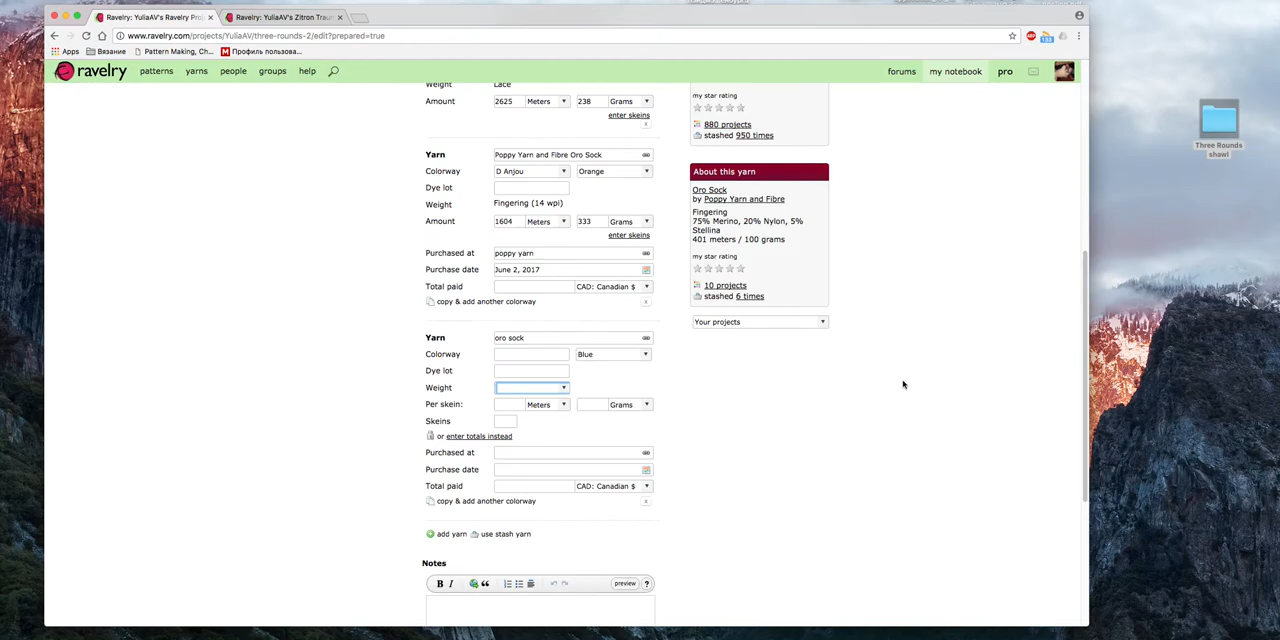 Ravelry: YuliaAV's Ravelry Proj
Ravelry: YuliaAV's Zitron Trau
www.ravelry.com/projects/YuliaAV/three-rounds-2/edit?prepared=true
Apps
Вязание
Pattern Making, Ch...
Профиль пользова...
ravelry
patterns
yarns
people
groups
help
forums
my notebook
pro
Three Rounds
shawl
Weight Lace
Amount 2625 Meters 238 Grams
enter skeins
x
Yarn Poppy Yarn and Fibre Oro Sock
Colorway D Anjou Orange
Dye lot
Weight Fingering (14 wpi)
Amount 1604 Meters 333 Grams
enter skeins
Purchased at poppy yarn
Purchase date June 2, 2017
Total paid CAD: Canadian $
copy & add another colorway x
Yarn oro sock
Colorway Blue
Dye lot
Weight
Per skein: Meters Grams
Skeins
or enter totals instead
Purchased at
Purchase date
Total paid CAD: Canadian $
copy & add another colorway x
add yarn use stash yarn
Notes
B I preview ?
my star rating
880 projects
stashed 950 times
About this yarn
Oro Sock
by Poppy Yarn and Fibre
Fingering
75% Merino, 20% Nylon, 5%
Stellina
401 meters / 100 grams
my star rating
10 projects
stashed 6 times
Your projects